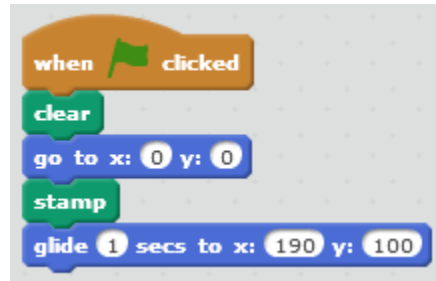 when clicked
clear
go to x: 0 y: 0
stamp
glide 1 secs to x: 190 y: 100